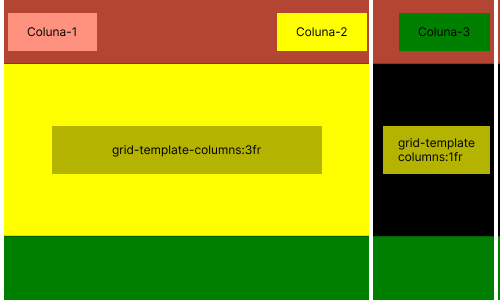 Coluna-1
Coluna-2
Coluna-3
grid-template-columns:3fr
grid-template
columns:1fr